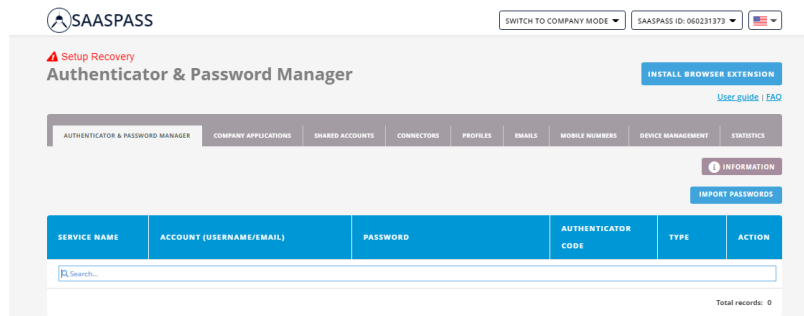 SAASPASS
SWITCH TO COMPANY MODE
SAASPASS ID: 060231373
Setup Recovery
Authenticator & Password Manager
INSTALL BROWSER EXTENSION
User guide | FAQ
AUTHENTICATOR & PASSWORD MANAGER COMPANY APPLICATIONS SHARED ACCOUNTS CONNECTORS PROFILES EMAILS MOBILE NUMBERS DEVICE MANAGEMENT STATISTICS
i INFORMATION
IMPORT PASSWORDS
SERVICE NAME ACCOUNT (USERNAME/EMAIL) PASSWORD AUTHENTICATOR CODE TYPE ACTION
Search...
Total records: 0